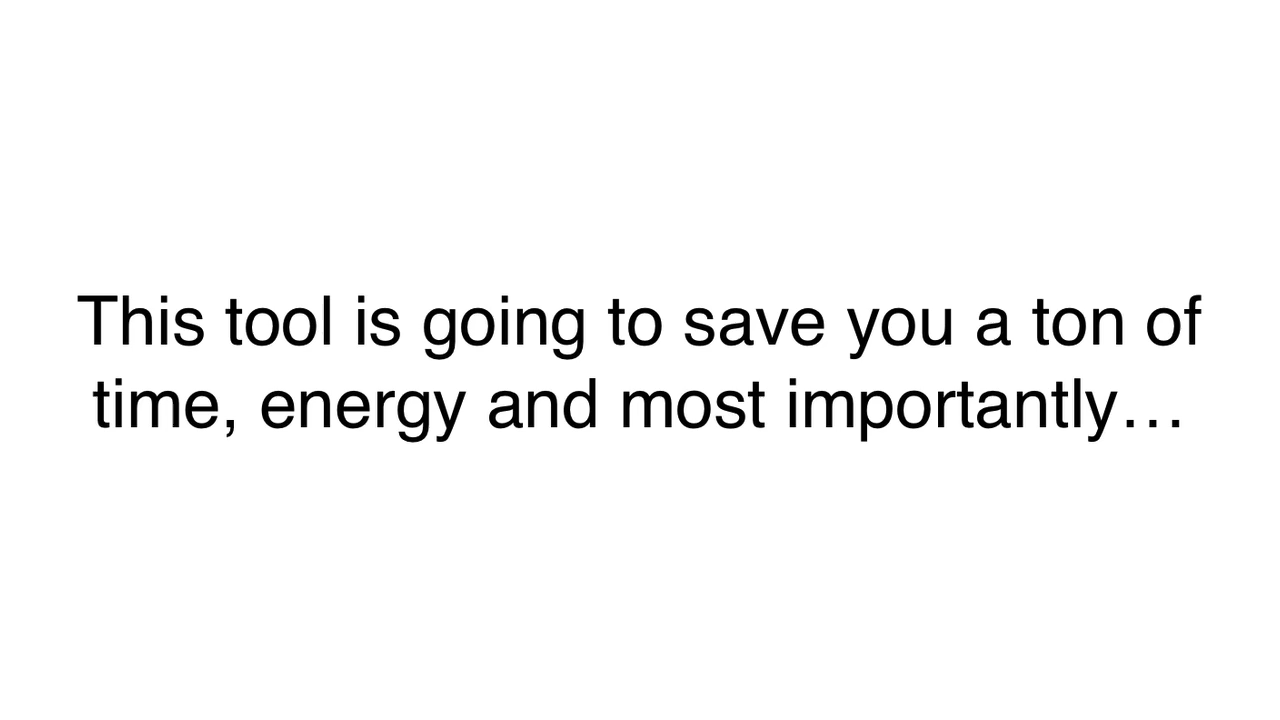 This tool is going to save you a ton of
time, energy and most importantly…